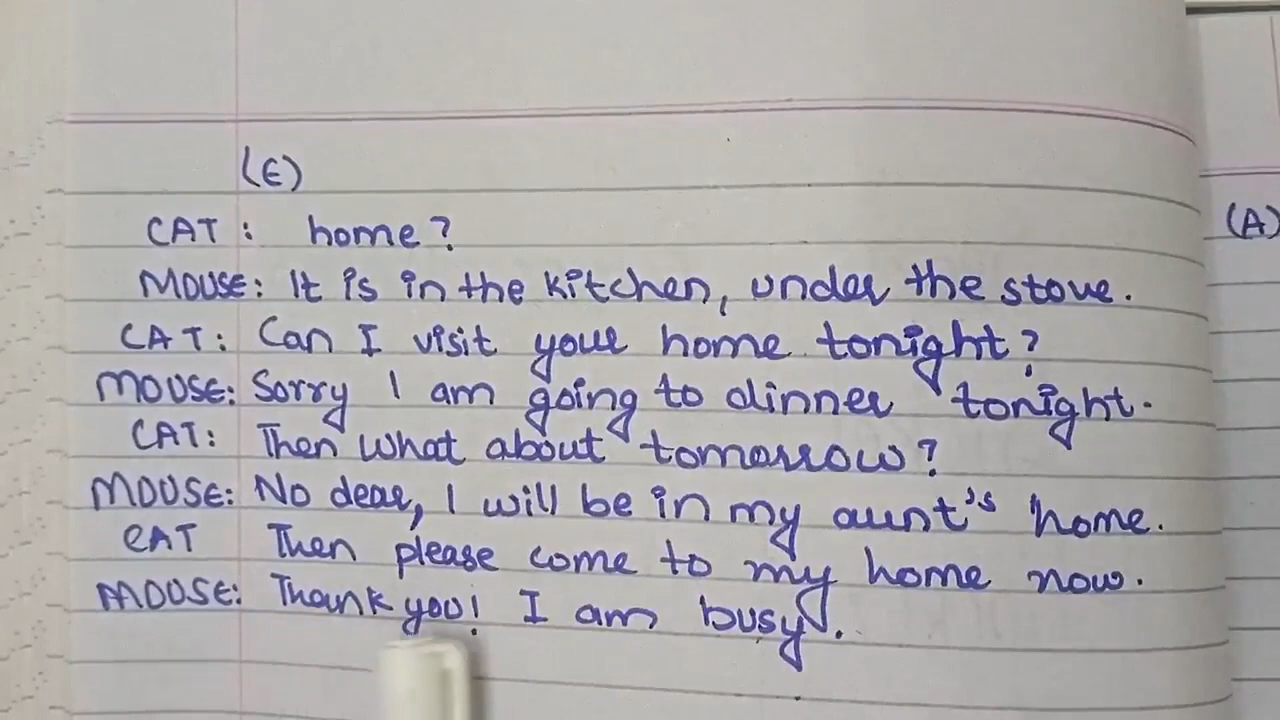 (E)
CAT: home?
MOUSE: It is in the kitchen, under the stove.
CAT: Can I visit your home tonight?
MOUSE: Sorry I am going to dinner tonight.
CAT: Then what about tomorrow?
MOUSE: No dear, I will be in my aunt's home.
CAT Then please come to my home now.
MOUSE: Thank you! I am busy.
(A)